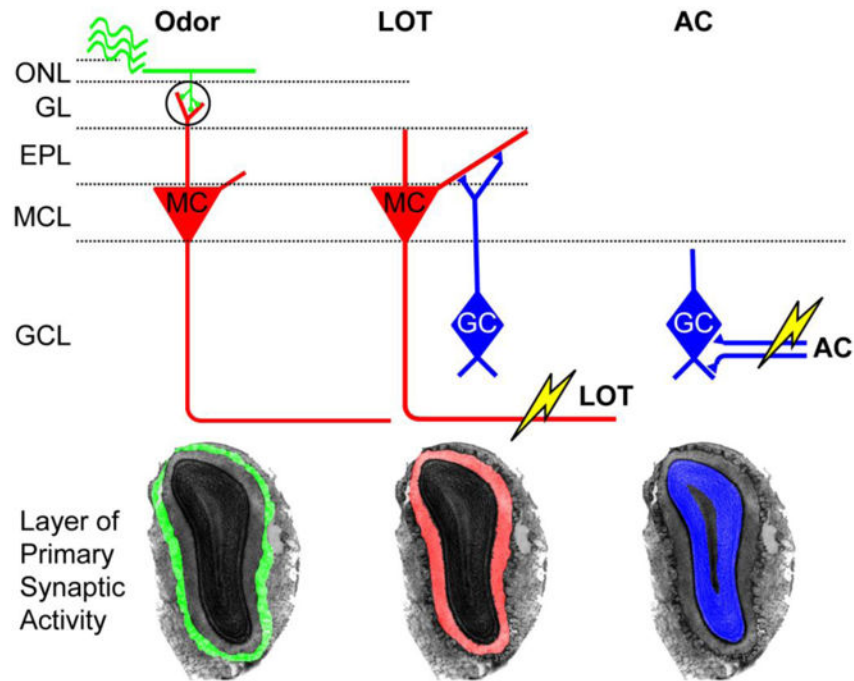 Odor
LOT
AC
ONL
GL
EPL
MCL
GCL
MC
MC
GC
GC
AC
LOT
Layer of
Primary
Synaptic
Activity